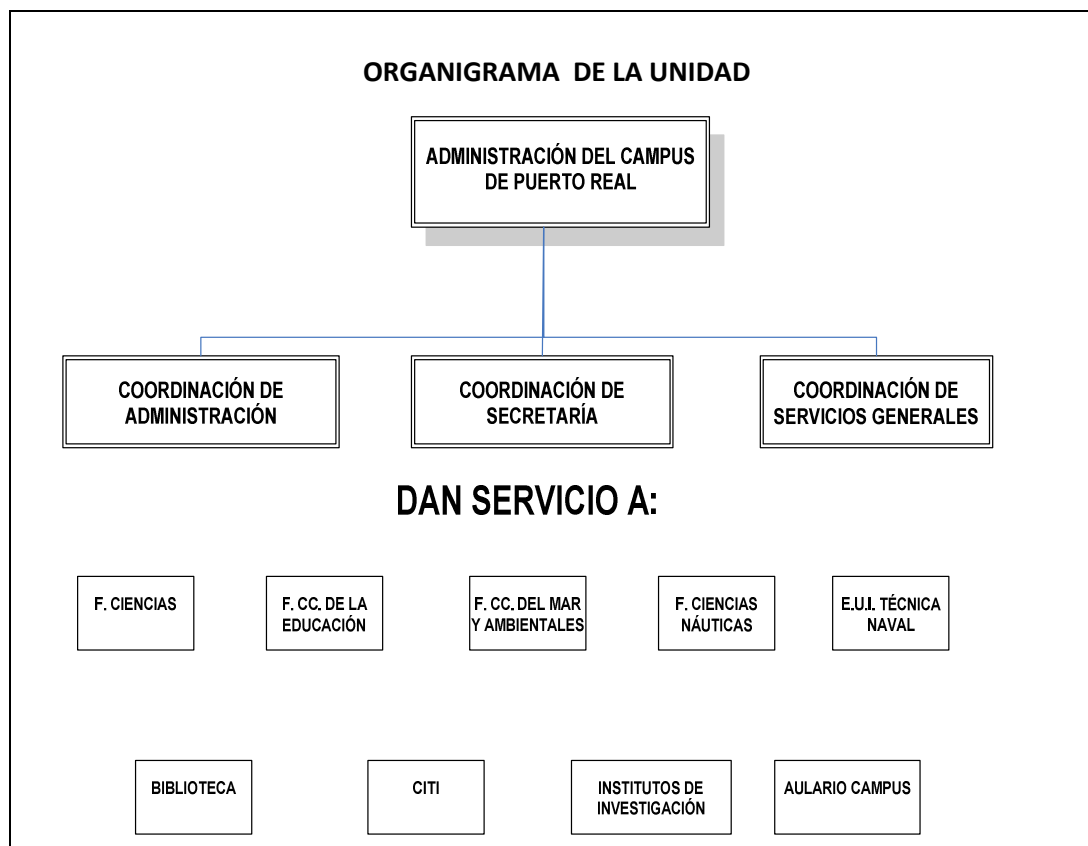 ORGANIGRAMA DE LA UNIDAD
ADMINISTRACIÓN DEL CAMPUS
DE PUERTO REAL
COORDINACIÓN DE
ADMINISTRACIÓN
COORDINACIÓN DE
SECRETARÍA
COORDINACIÓN DE
SERVICIOS GENERALES
DAN SERVICIO A:
F. CIENCIAS
F. CC. DE LA
EDUCACIÓN
F. CC. DEL MAR
Y AMBIENTALES
F. CIENCIAS
NÁUTICAS
E.U.I. TÉCNICA
NAVAL
BIBLIOTECA
CITI
INSTITUTOS DE
INVESTIGACIÓN
AULARIO CAMPUS